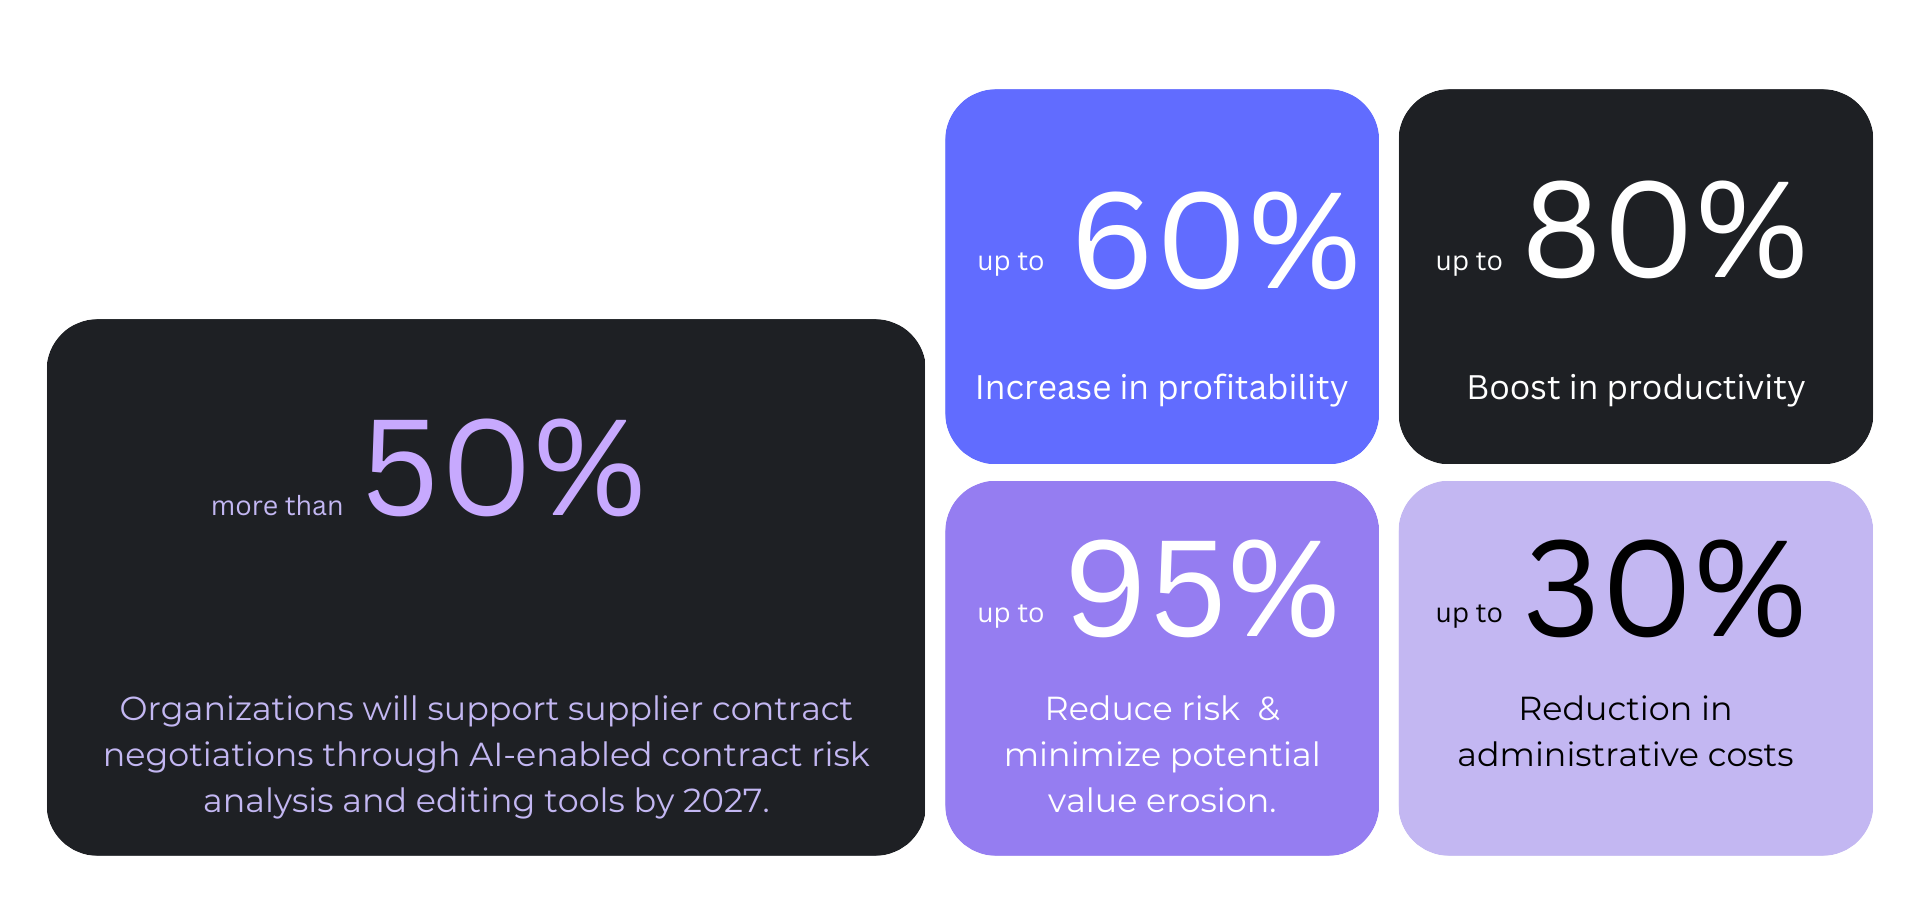 up to 60%
Increase in profitability
up to 80%
Boost in productivity
more than 50%
Organizations will support supplier contract
negotiations through AI-enabled contract risk
analysis and editing tools by 2027.
up to 95%
Reduce risk &
minimize potential
value erosion.
up to 30%
Reduction in
administrative costs